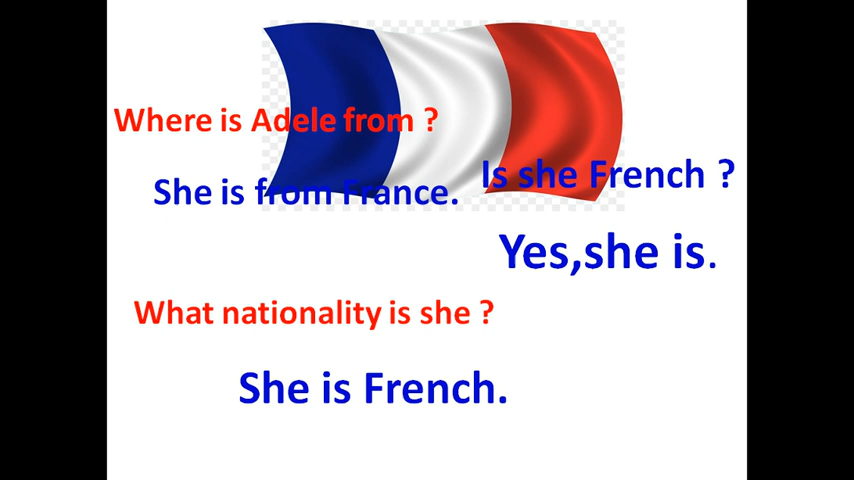 Where is Adele from ?
She is from France.
Is she French ?
Yes,she is.
What nationality is she ?
She is French.